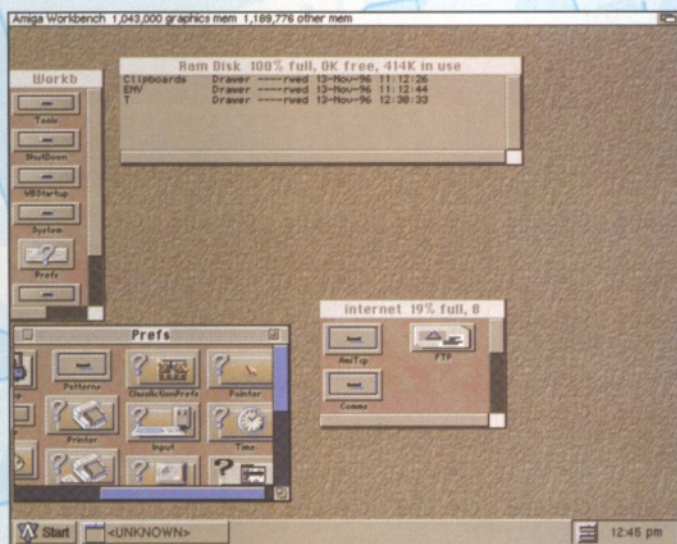 Amiga Workbench 1,043,000 graphics mem 1,189,776 other mem
Ram Disk 100% full, 0K free, 414K in use
Clipboards Drawer ----rwed 13-Nov-96 11:12:26
ENV Drawer ----rwed 13-Nov-96 11:12:44
T Drawer ----rwed 13-Nov-96 12:30:33
Workb
Tools
ShutDown
WBStartup
System
Prefs
internet 19% full, 8
AmiTcp
FTP
Comms
Prefs
Patterns
ClassActionPrefs
Pointer
Printer
Input
Time
Start
<UNKNOWN>
12:45 pm